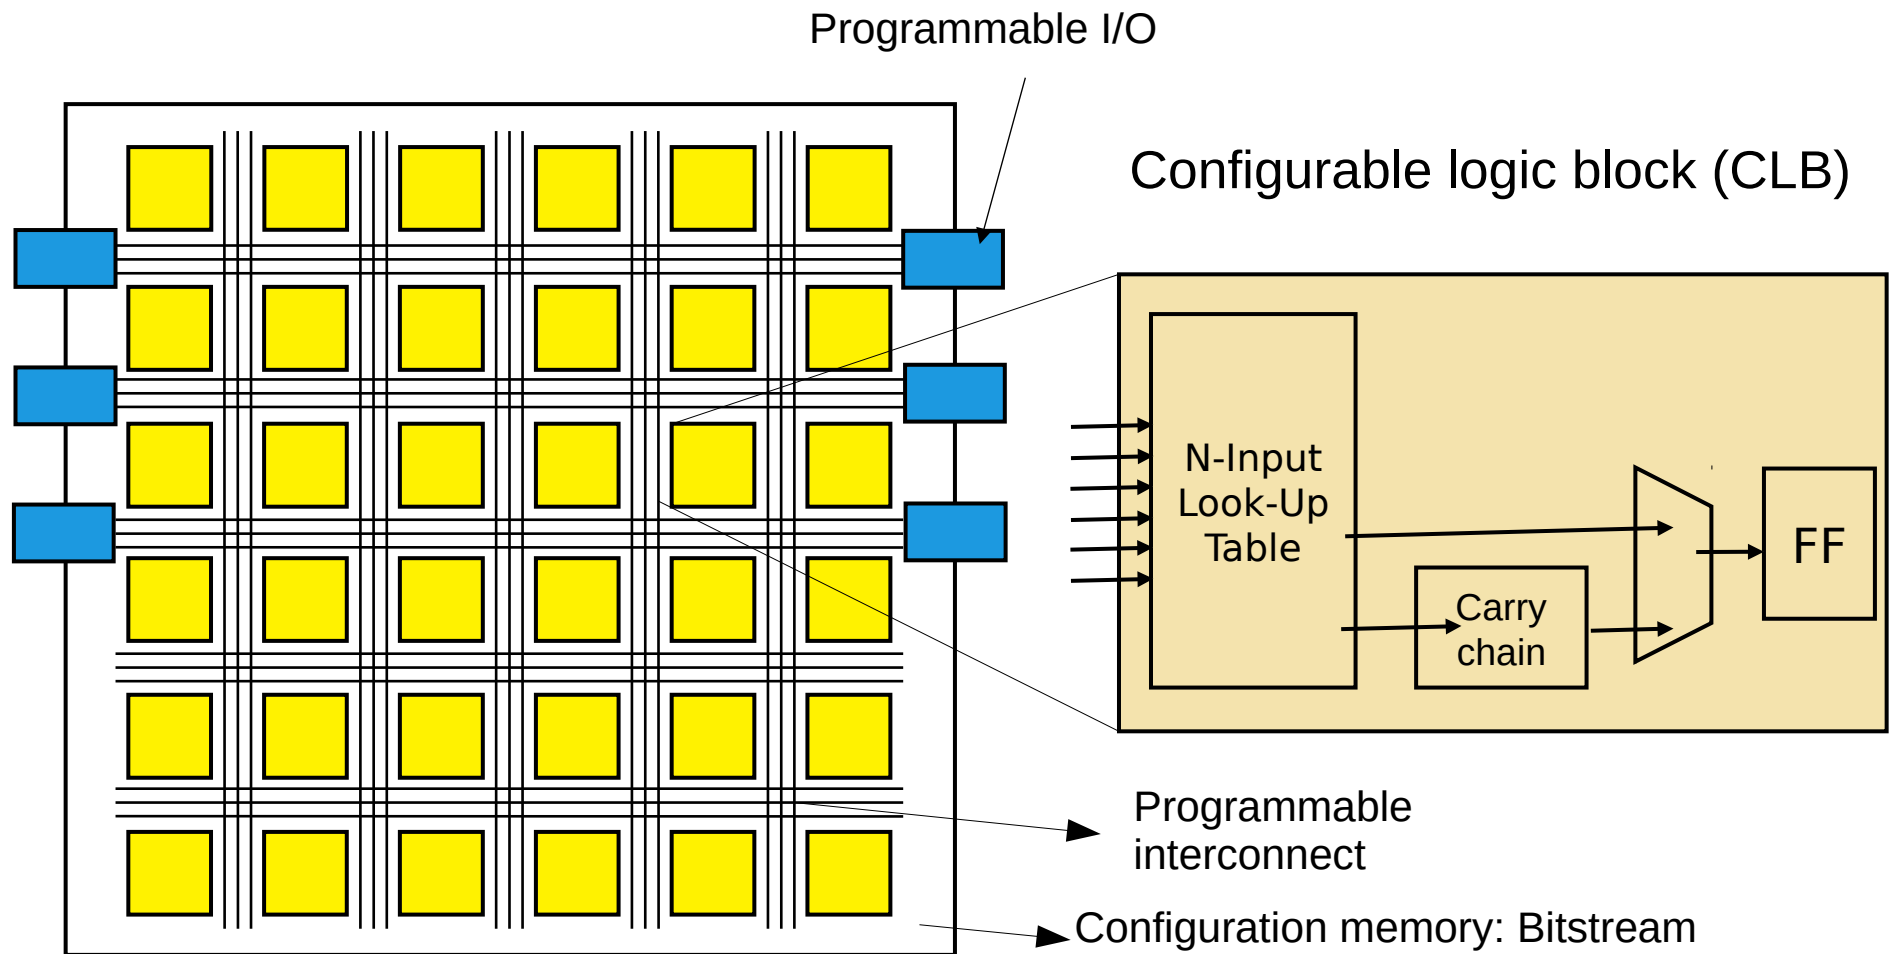 Programmable I/O
Configurable logic block (CLB)
N-Input
Look-Up
Table
Carry
chain
FF
Programmable
interconnect
Configuration memory: Bitstream